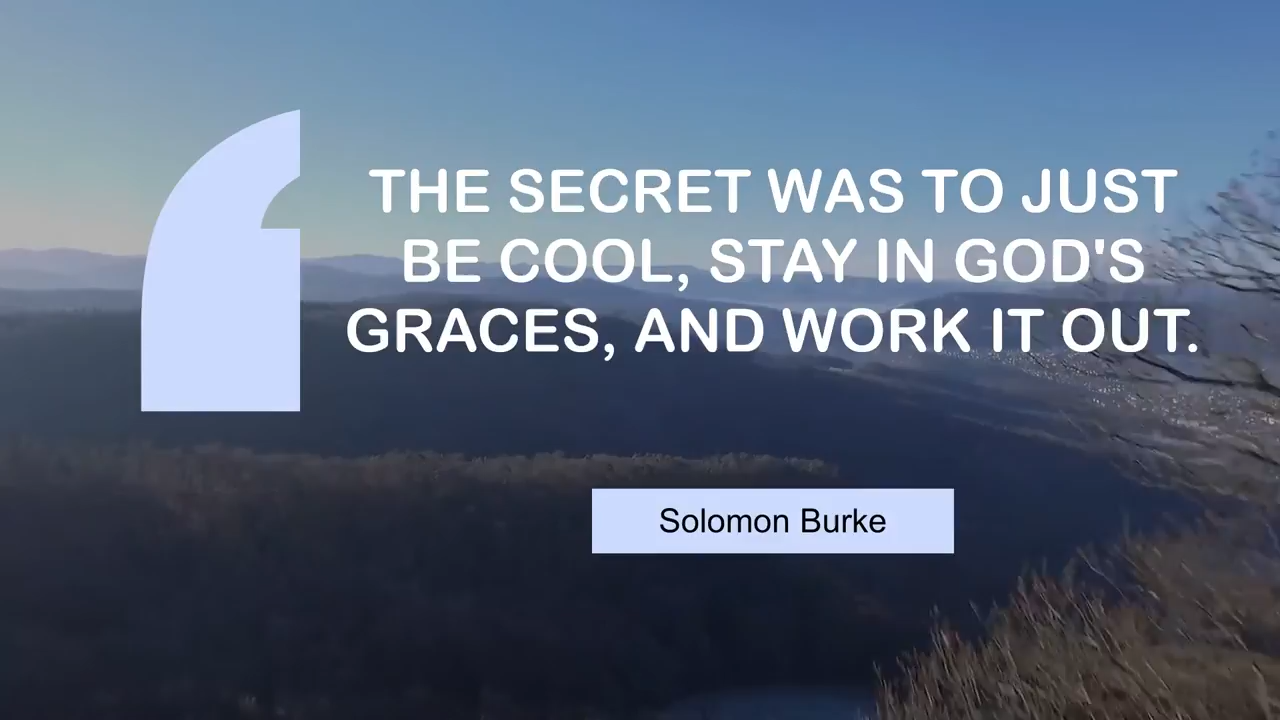 THE SECRET WAS TO JUST
BE COOL, STAY IN GOD'S
GRACES, AND WORK IT OUT.
Solomon Burke